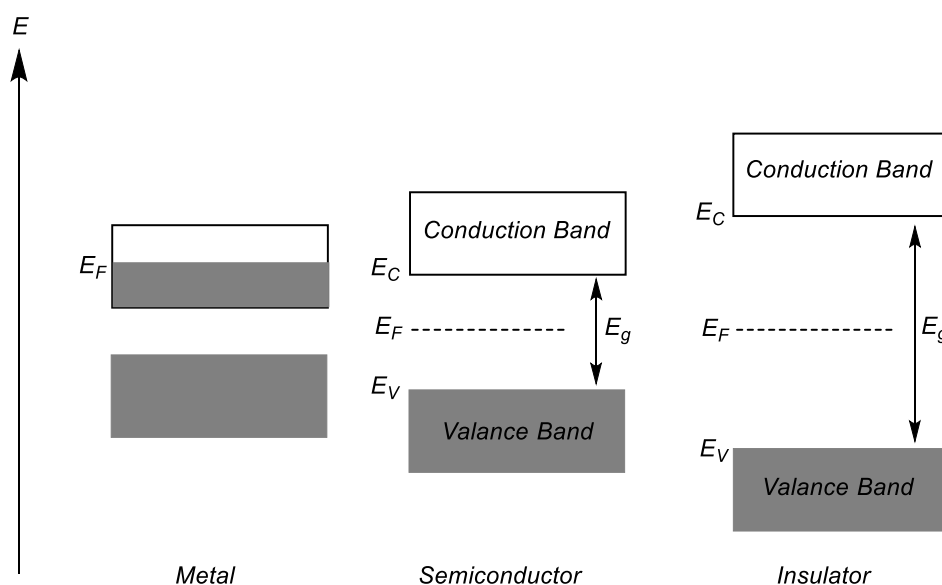 E
Conduction Band
E_C
Conduction Band
E_F
E_C
E_F
E_g
E_F
E_g
E_V
Valance Band
E_V
Valance Band
Metal
Semiconductor
Insulator